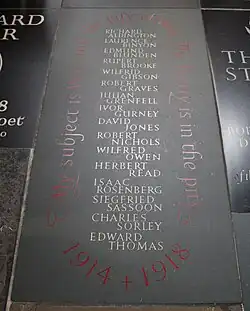 My subject is
RICHARD
ALDINGTON
LAURENCE
BINYON
EDMUND
BLUNDEN
RUPERT
BROOKE
WILFRID
GIBSON
ROBERT
GRAVES
JULIAN
GRENFELL
IVOR
GURNEY
DAVID
JONES
ROBERT
NICHOLS
WILFRED
OWEN
HERBERT
READ
ISAAC
ROSENBERG
SIEGFRIED
SASSOON
CHARLES
SORLEY
EDWARD
THOMAS
is in the pity
1914 + 1918